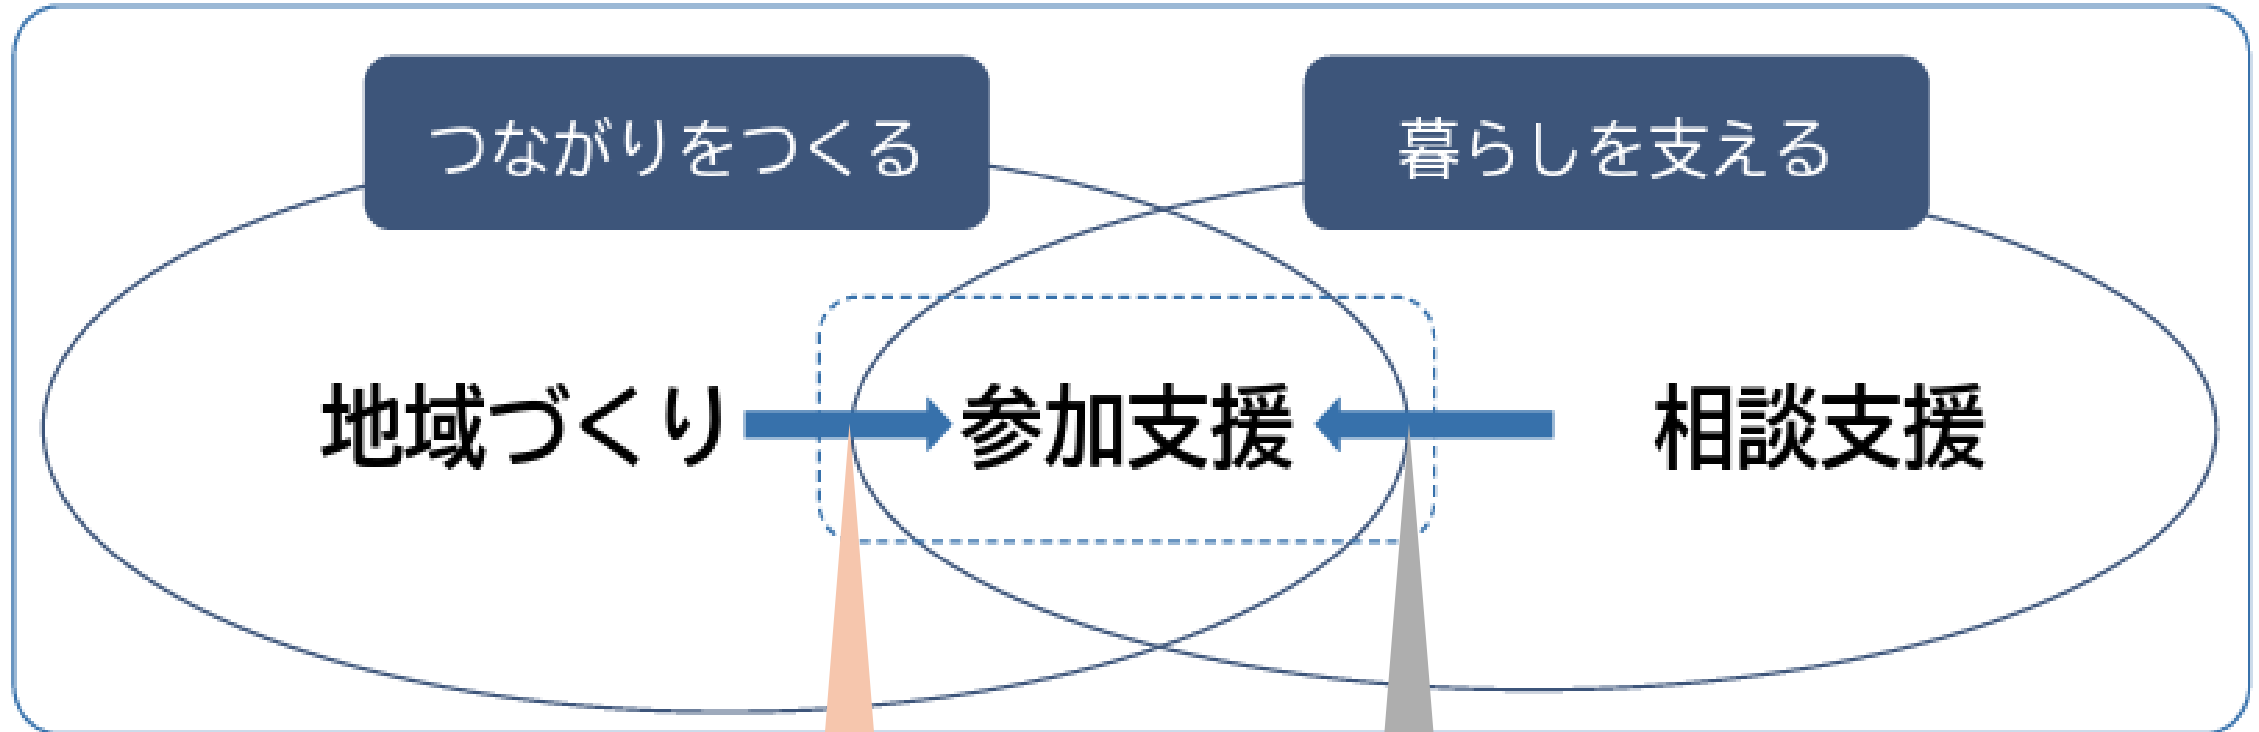 つながりをつくる
暮らしを支える
地域づくり
参加支援
相談支援